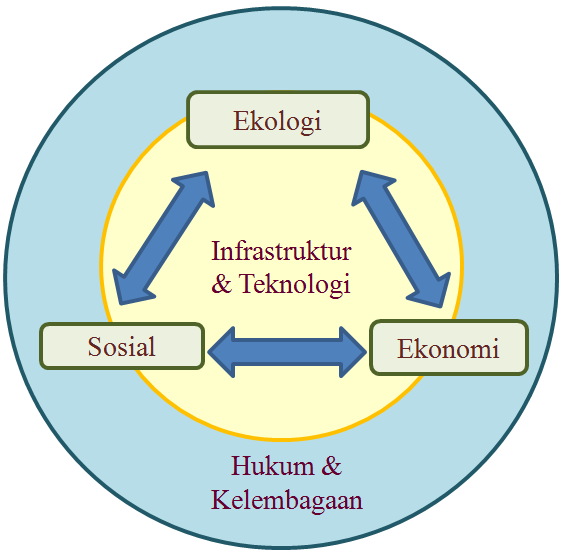 Ekologi
Infrastruktur
& Teknologi
Sosial
Ekonomi
Hukum &
Kelembagaan